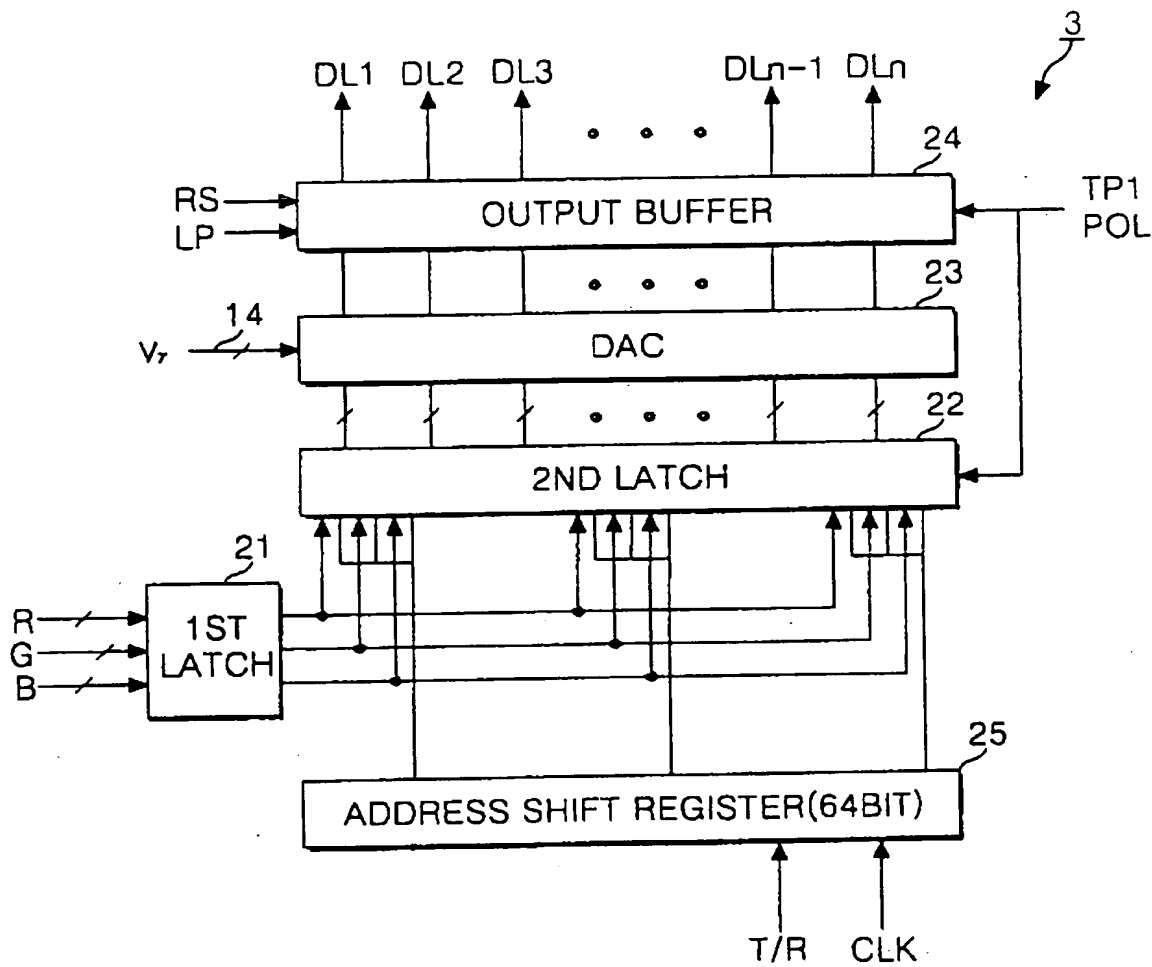 3
DL1 DL2 DL3 DLn-1 DLn
24
RS
LP
OUTPUT BUFFER
TP1
POL
23
14
Vγ
DAC
22
2ND LATCH
21
R
G
B
1ST
LATCH
25
ADDRESS SHIFT REGISTER(64BIT)
T/R CLK